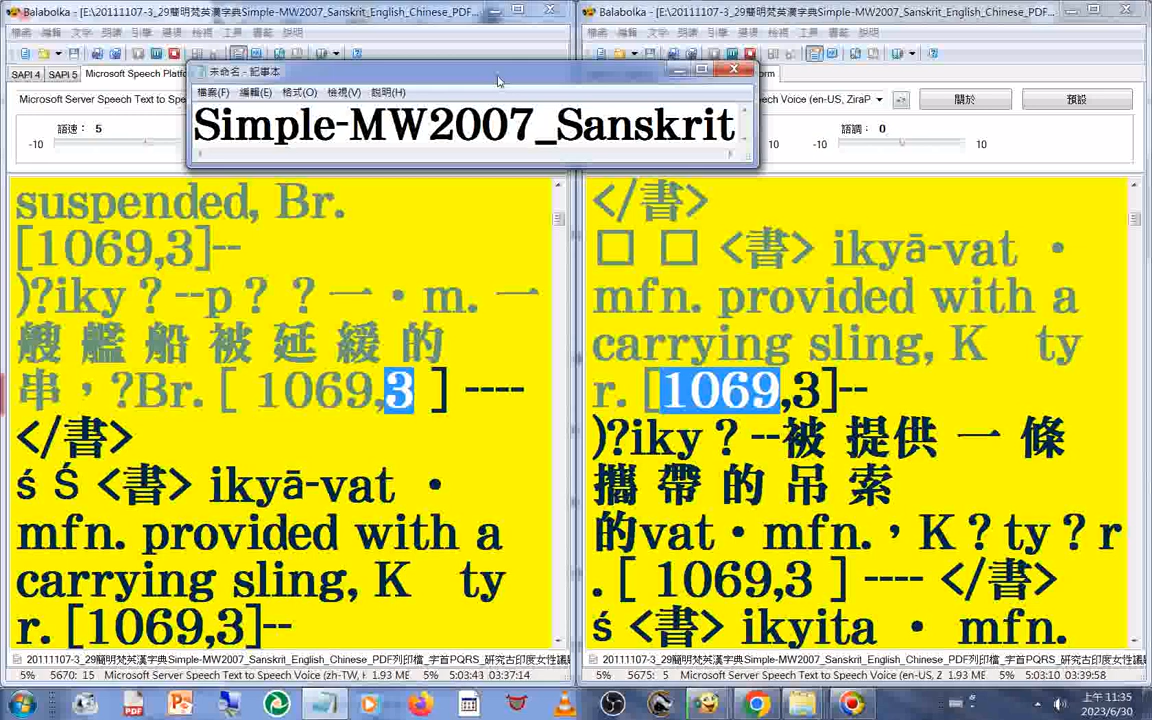 Balabolka - [E:\20111107-3_29簡明梵英漢字典Simple-MW2007_Sanskrit_English_Chinese_PDF...
Balabolka - [E:\20111107-3_29簡明梵英漢字典Simple-MW2007_Sanskrit_English_Chinese_PDF...
SAPI 4 SAPI 5 Microsoft Speech Platf
未命名 - 記事本
檔案(F) 編輯(E) 格式(O) 檢視(V) 說明(H)
Simple-MW2007_Sanskrit
Microsoft Server Speech Text to Spee
ech Voice (en-US, ZiraP
關於
預設
語速: 5
-10
10
語調: 0
-10
10
suspended, Br.
[1069,3]--
)?iky ? --p ? ? 一 • m. 一
艘 艦 船 被 延 緩 的
串 , ?Br. [ 1069,3 ] ----
</書>
ś Ś <書> ikyā-vat •
mfn. provided with a
carrying sling, K ty
r. [1069,3]--
</書>
□ □ <書> ikyā-vat •
mfn. provided with a
carrying sling, K ty
r. [1069,3]--
)?iky ? --被 提供 一 條
攜 帶 的 吊 索
的vat • mfn. , K ? ty ? r
. [ 1069,3 ] ---- </書>
ś <書> ikyita • mfn.
20111107-3_29簡明梵英漢字典Simple-MW2007_Sanskrit_English_Chinese_PDF列印檔_字首PQRS_研究古印度女性議
20111107-3_29簡明梵英漢字典Simple-MW2007_Sanskrit_English_Chinese_PDF列印檔_字首PQRS_研究古印度女性議
5% 5670: 15 Microsoft Server Speech Text to Speech Voice (zh-TW, H 1.93 ME 5% 5:03:43 03:37:14
5% 5675: 5 Microsoft Server Speech Text to Speech Voice (en-US, Z 1.93 ME 5% 5:03:10 03:39:58
上午 11:35
2023/6/30